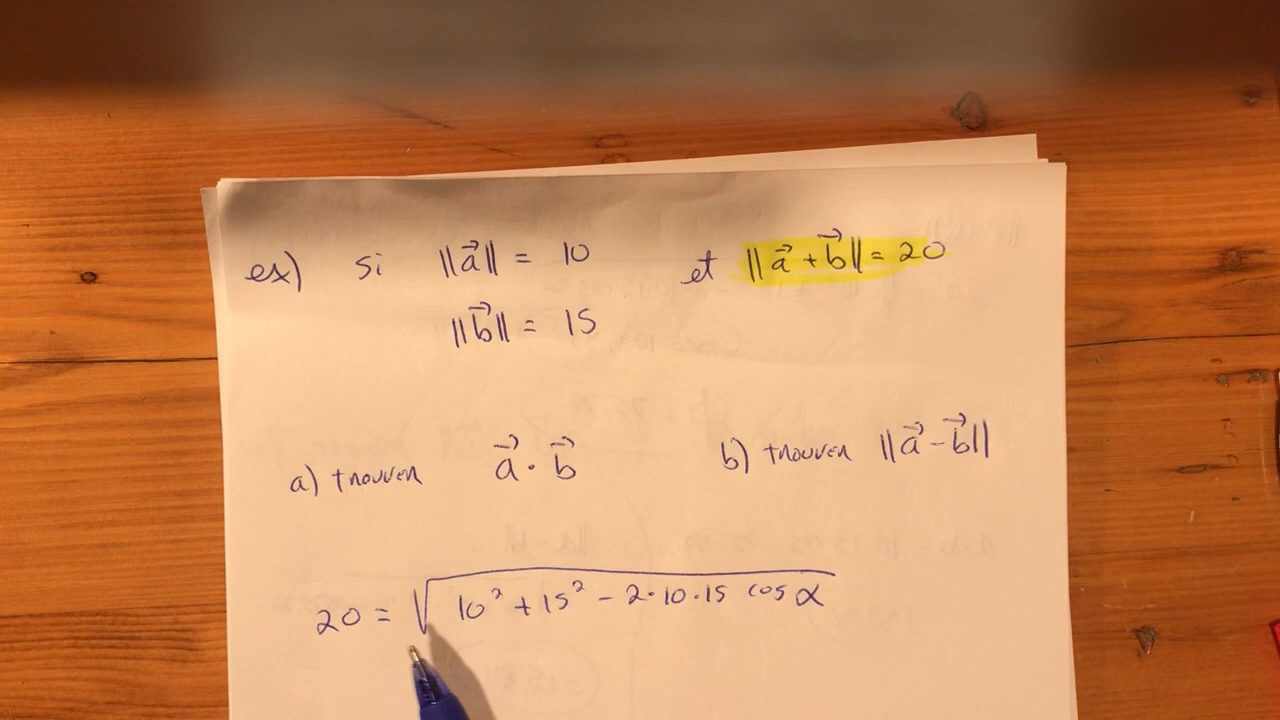 ex) si ||a⃗|| = 10 et ||a⃗ + b⃗|| = 20
||b⃗|| = 15
a) trouver a⃗ · b⃗ b) trouver ||a⃗ - b⃗||
20 = √(10² + 15² - 2·10·15 cos α)